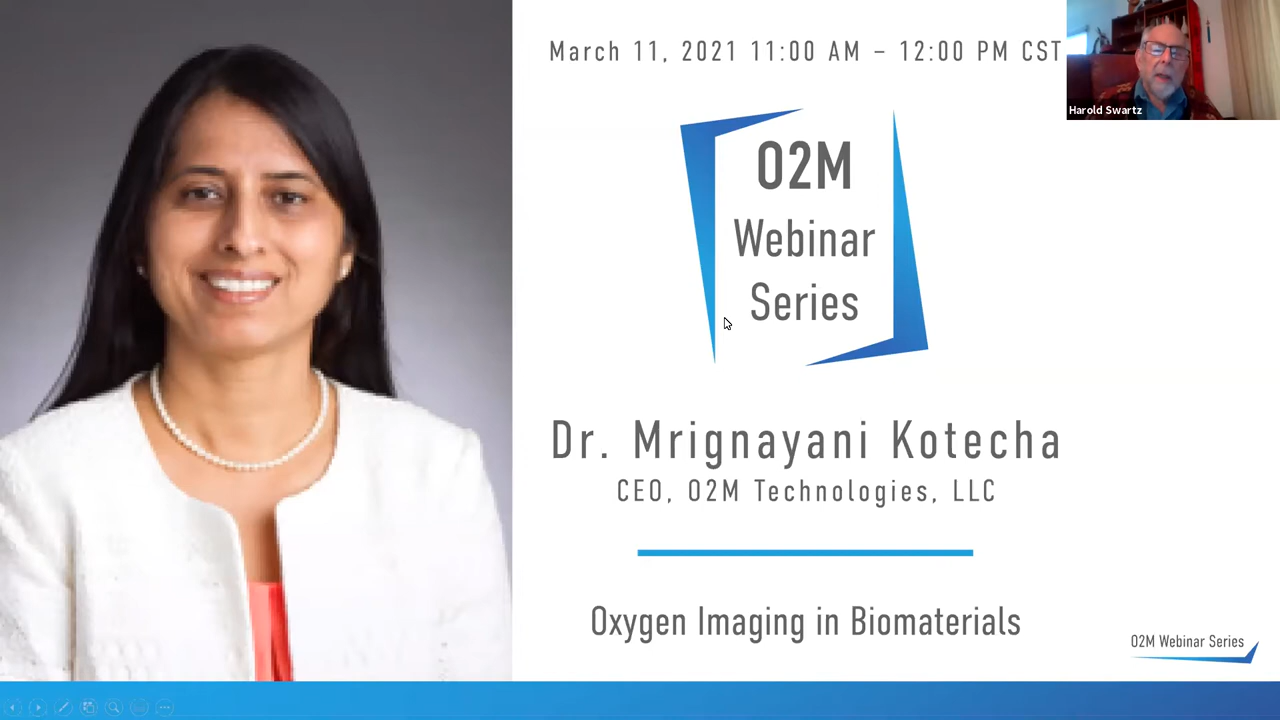 March 11, 2021 11:00 AM – 12:00 PM CST
Harold Swartz
O2M
Webinar
Series
Dr. Mrignayani Kotecha
CEO, O2M Technologies, LLC
Oxygen Imaging in Biomaterials
O2M Webinar Series